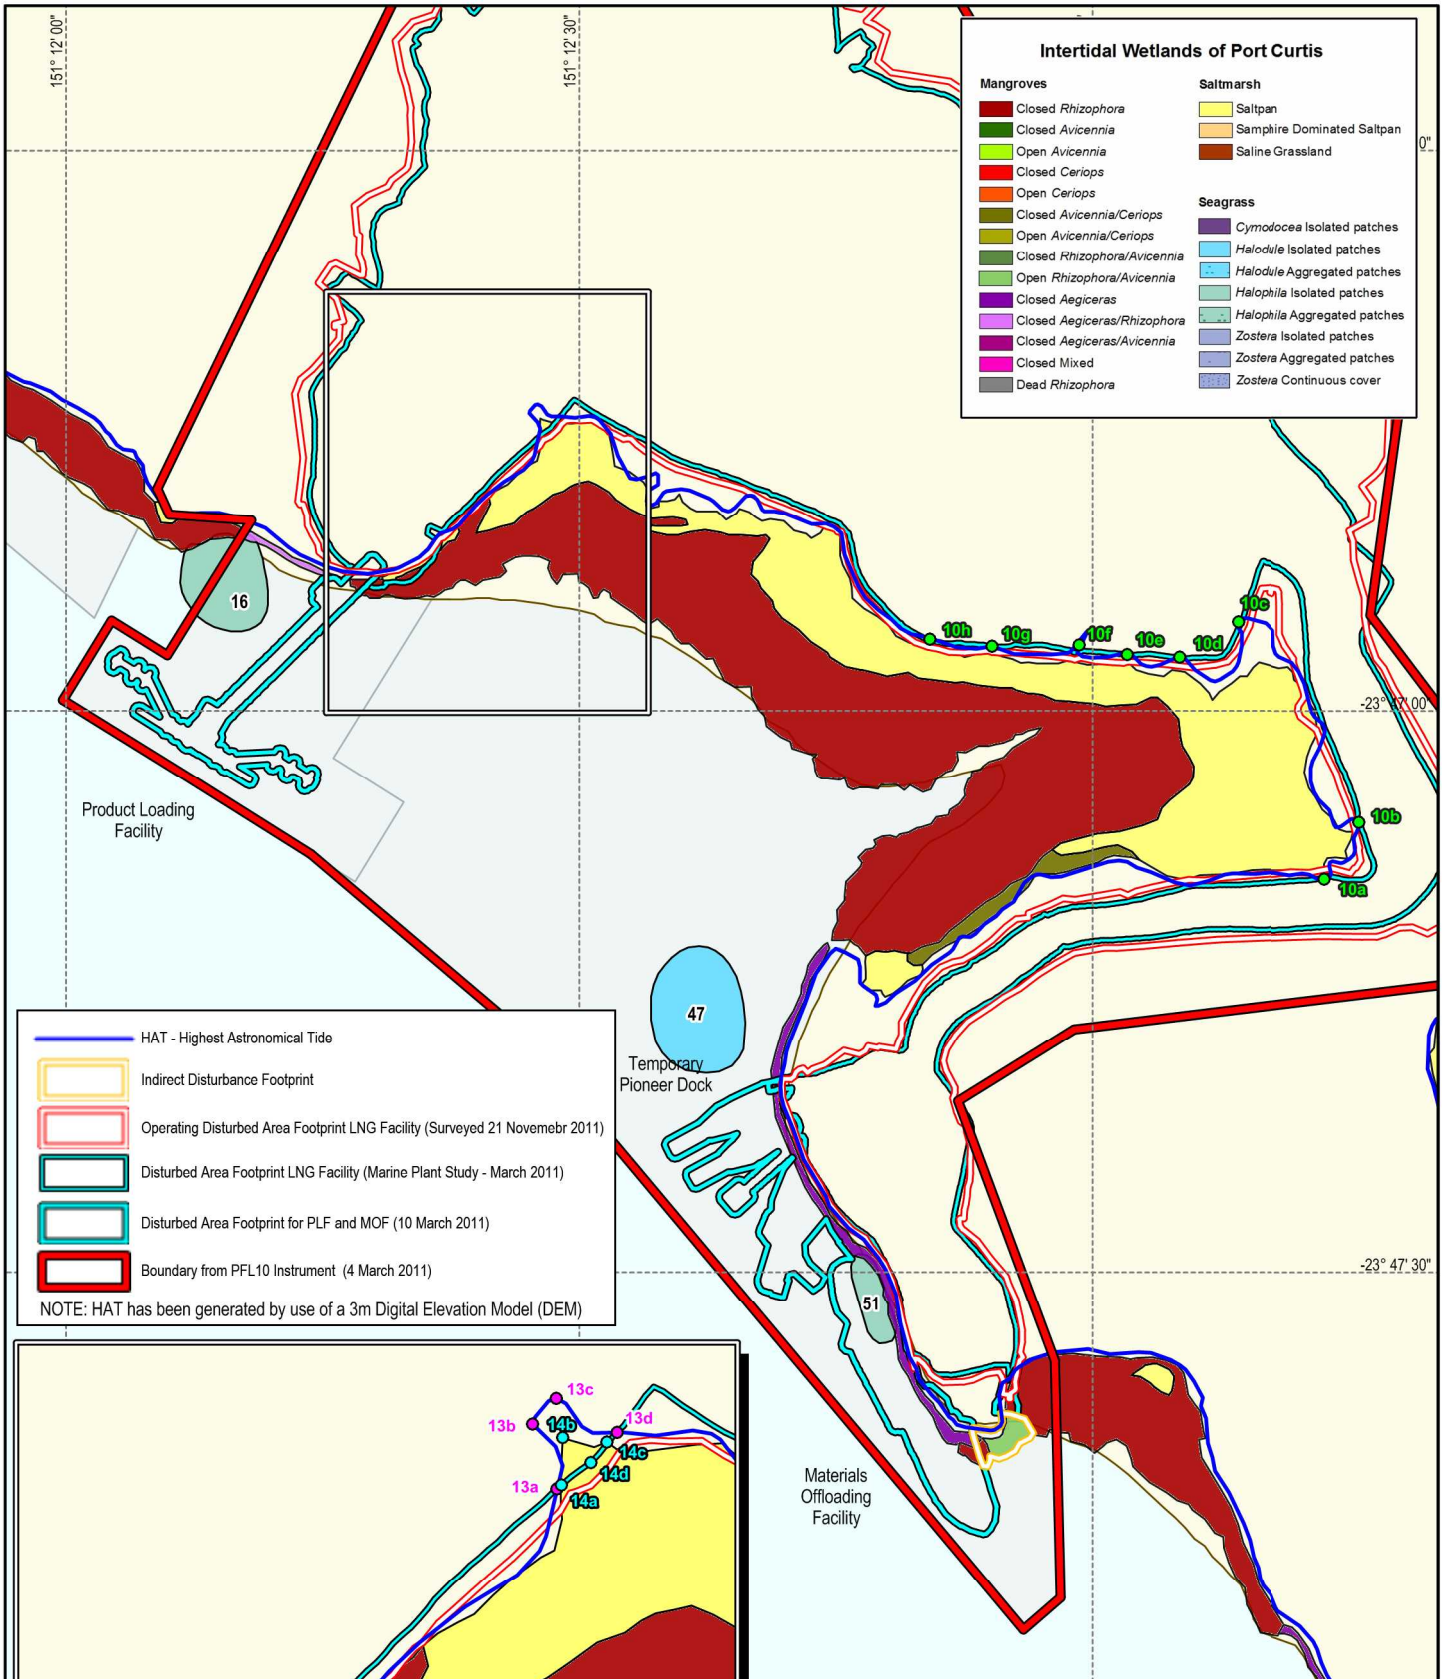 151° 12' 00"
151° 12' 30"
Intertidal Wetlands of Port Curtis
Mangroves
Closed Rhizophora
Closed Avicennia
Open Avicennia
Closed Ceriops
Open Ceriops
Closed Avicennia/Ceriops
Open Avicennia/Ceriops
Closed Rhizophora/Avicennia
Open Rhizophora/Avicennia
Closed Aegiceras
Closed Aegiceras/Rhizophora
Closed Aegiceras/Avicennia
Closed Mixed
Dead Rhizophora
Saltmarsh
Saltpan
Samphire Dominated Saltpan
Saline Grassland
Seagrass
Cymodocea Isolated patches
Halodule Isolated patches
Halodule Aggregated patches
Halophila Isolated patches
Halophila Aggregated patches
Zostera Isolated patches
Zostera Aggregated patches
Zostera Continuous cover
0"
16
10h
10g
10f
10e
10d
10c
-23° 47' 00"
10b
10a
Product Loading
Facility
47
Temporary
Pioneer Dock
HAT - Highest Astronomical Tide
Indirect Disturbance Footprint
Operating Disturbed Area Footprint LNG Facility (Surveyed 21 Novemebr 2011)
Disturbed Area Footprint LNG Facility (Marine Plant Study - March 2011)
Disturbed Area Footprint for PLF and MOF (10 March 2011)
Boundary from PFL10 Instrument (4 March 2011)
NOTE: HAT has been generated by use of a 3m Digital Elevation Model (DEM)
-23° 47' 30"
51
13c
13b
14b
13d
14c
14d
13a
14a
Materials
Offloading
Facility